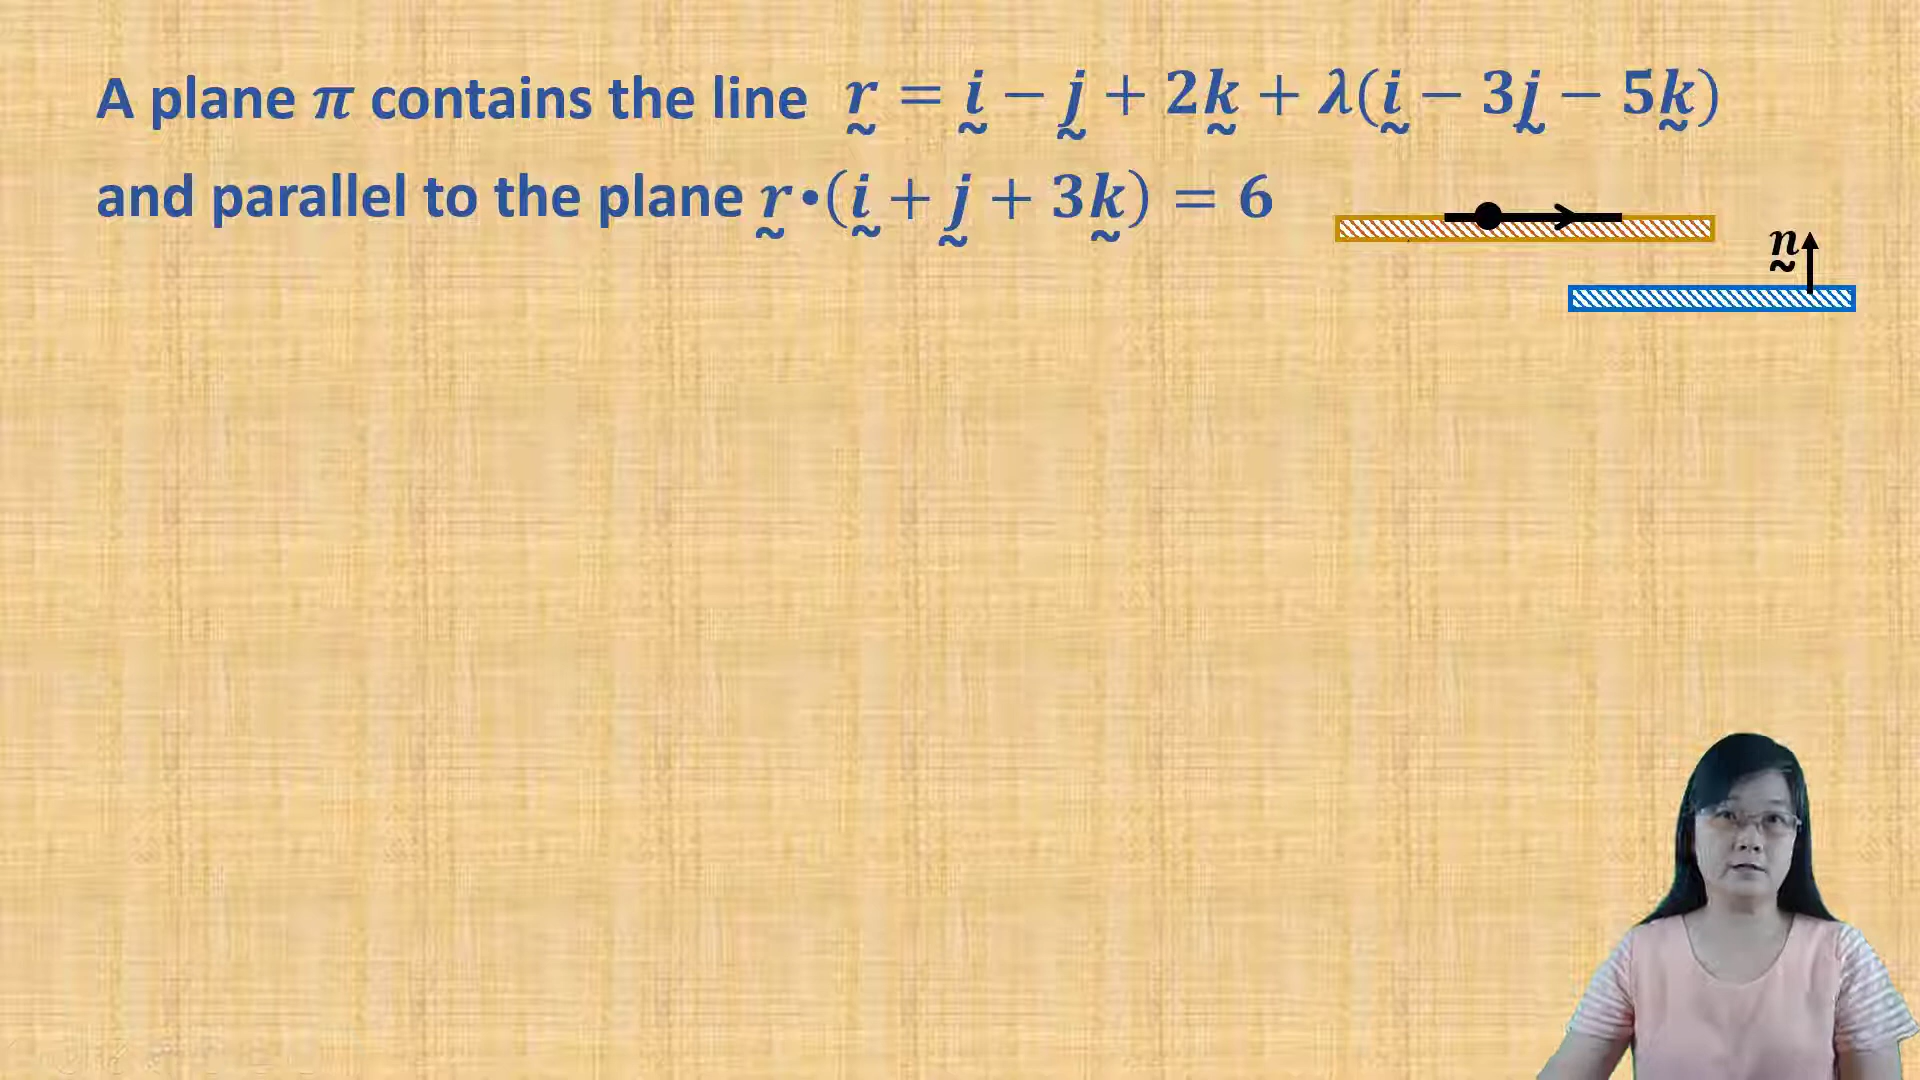 A plane π contains the line r̰ = ḭ − j̰ + 2k̰ + λ(ḭ − 3j̰ − 5k̰)
and parallel to the plane r̰•(ḭ + j̰ + 3k̰) = 6
n̰